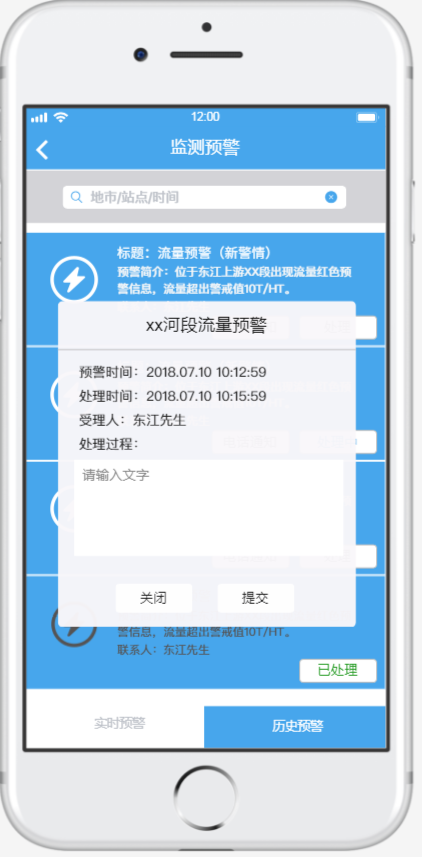 12:00
监测预警
地市/站点/时间
标题：流量预警（新警情）
预警简介：位于东江上游XX段出现流量红色预
警信息，流量超出警戒值10T/HT。
xx河段流量预警
预警时间：2018.07.10 10:12:59
处理时间：2018.07.10 10:15:59
受理人：东江先生
处理过程：
请输入文字
关闭
提交
警信息，流量超出警戒值10T/HT。
联系人：东江先生
已处理
实时预警
历史预警